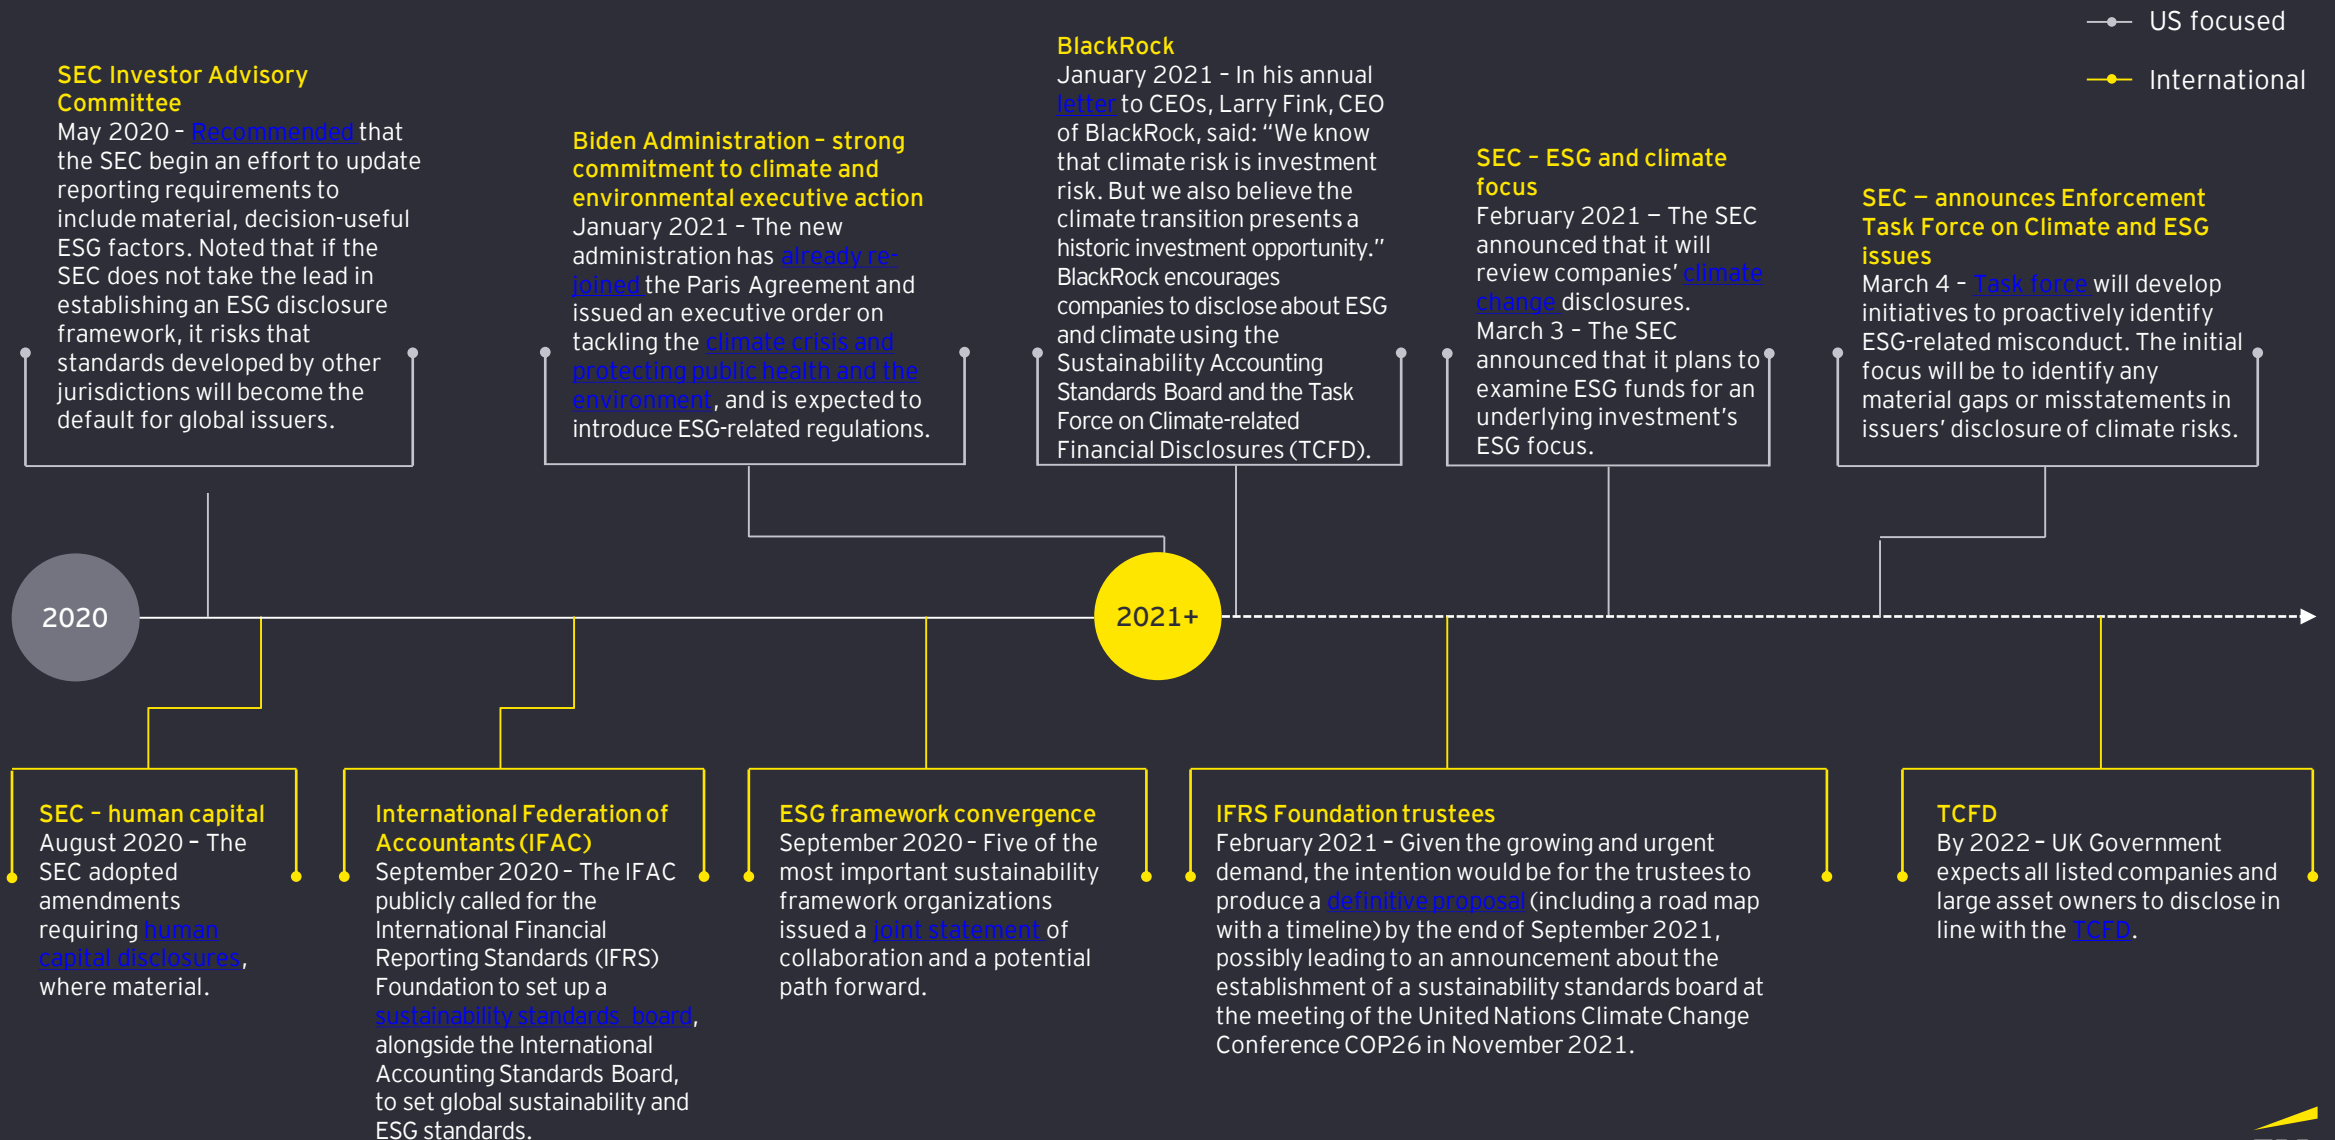 US focused
International
SEC Investor Advisory
Committee
May 2020 – Recommended that
the SEC begin an effort to update
reporting requirements to
include material, decision-useful
ESG factors. Noted that if the
SEC does not take the lead in
establishing an ESG disclosure
framework, it risks that
standards developed by other
jurisdictions will become the
default for global issuers.
Biden Administration – strong
commitment to climate and
environmental executive action
January 2021 – The new
administration has already re-
joined the Paris Agreement and
issued an executive order on
tackling the climate crisis and
protecting public health and the
environment, and is expected to
introduce ESG-related regulations.
BlackRock
January 2021 – In his annual
letter to CEOs, Larry Fink, CEO
of BlackRock, said: “We know
that climate risk is investment
risk. But we also believe the
climate transition presents a
historic investment opportunity.”
BlackRock encourages
companies to disclose about ESG
and climate using the
Sustainability Accounting
Standards Board and the Task
Force on Climate-related
Financial Disclosures (TCFD).
SEC – ESG and climate
focus
February 2021 — The SEC
announced that it will
review companies’ climate
change disclosures.
March 3 – The SEC
announced that it plans to
examine ESG funds for an
underlying investment’s
ESG focus.
SEC — announces Enforcement
Task Force on Climate and ESG
issues
March 4 – Task force will develop
initiatives to proactively identify
ESG-related misconduct. The initial
focus will be to identify any
material gaps or misstatements in
issuers’ disclosure of climate risks.
2020
2021+
SEC – human capital
August 2020 – The
SEC adopted
amendments
requiring human
capital disclosures,
where material.
International Federation of
Accountants (IFAC)
September 2020 – The IFAC
publicly called for the
International Financial
Reporting Standards (IFRS)
Foundation to set up a
sustainability standards board,
alongside the International
Accounting Standards Board,
to set global sustainability and
ESG standards.
ESG framework convergence
September 2020 – Five of the
most important sustainability
framework organizations
issued a joint statement of
collaboration and a potential
path forward.
IFRS Foundation trustees
February 2021 – Given the growing and urgent
demand, the intention would be for the trustees to
produce a definitive proposal (including a road map
with a timeline) by the end of September 2021,
possibly leading to an announcement about the
establishment of a sustainability standards board at
the meeting of the United Nations Climate Change
Conference COP26 in November 2021.
TCFD
By 2022 – UK Government
expects all listed companies and
large asset owners to disclose in
line with the TCFD.